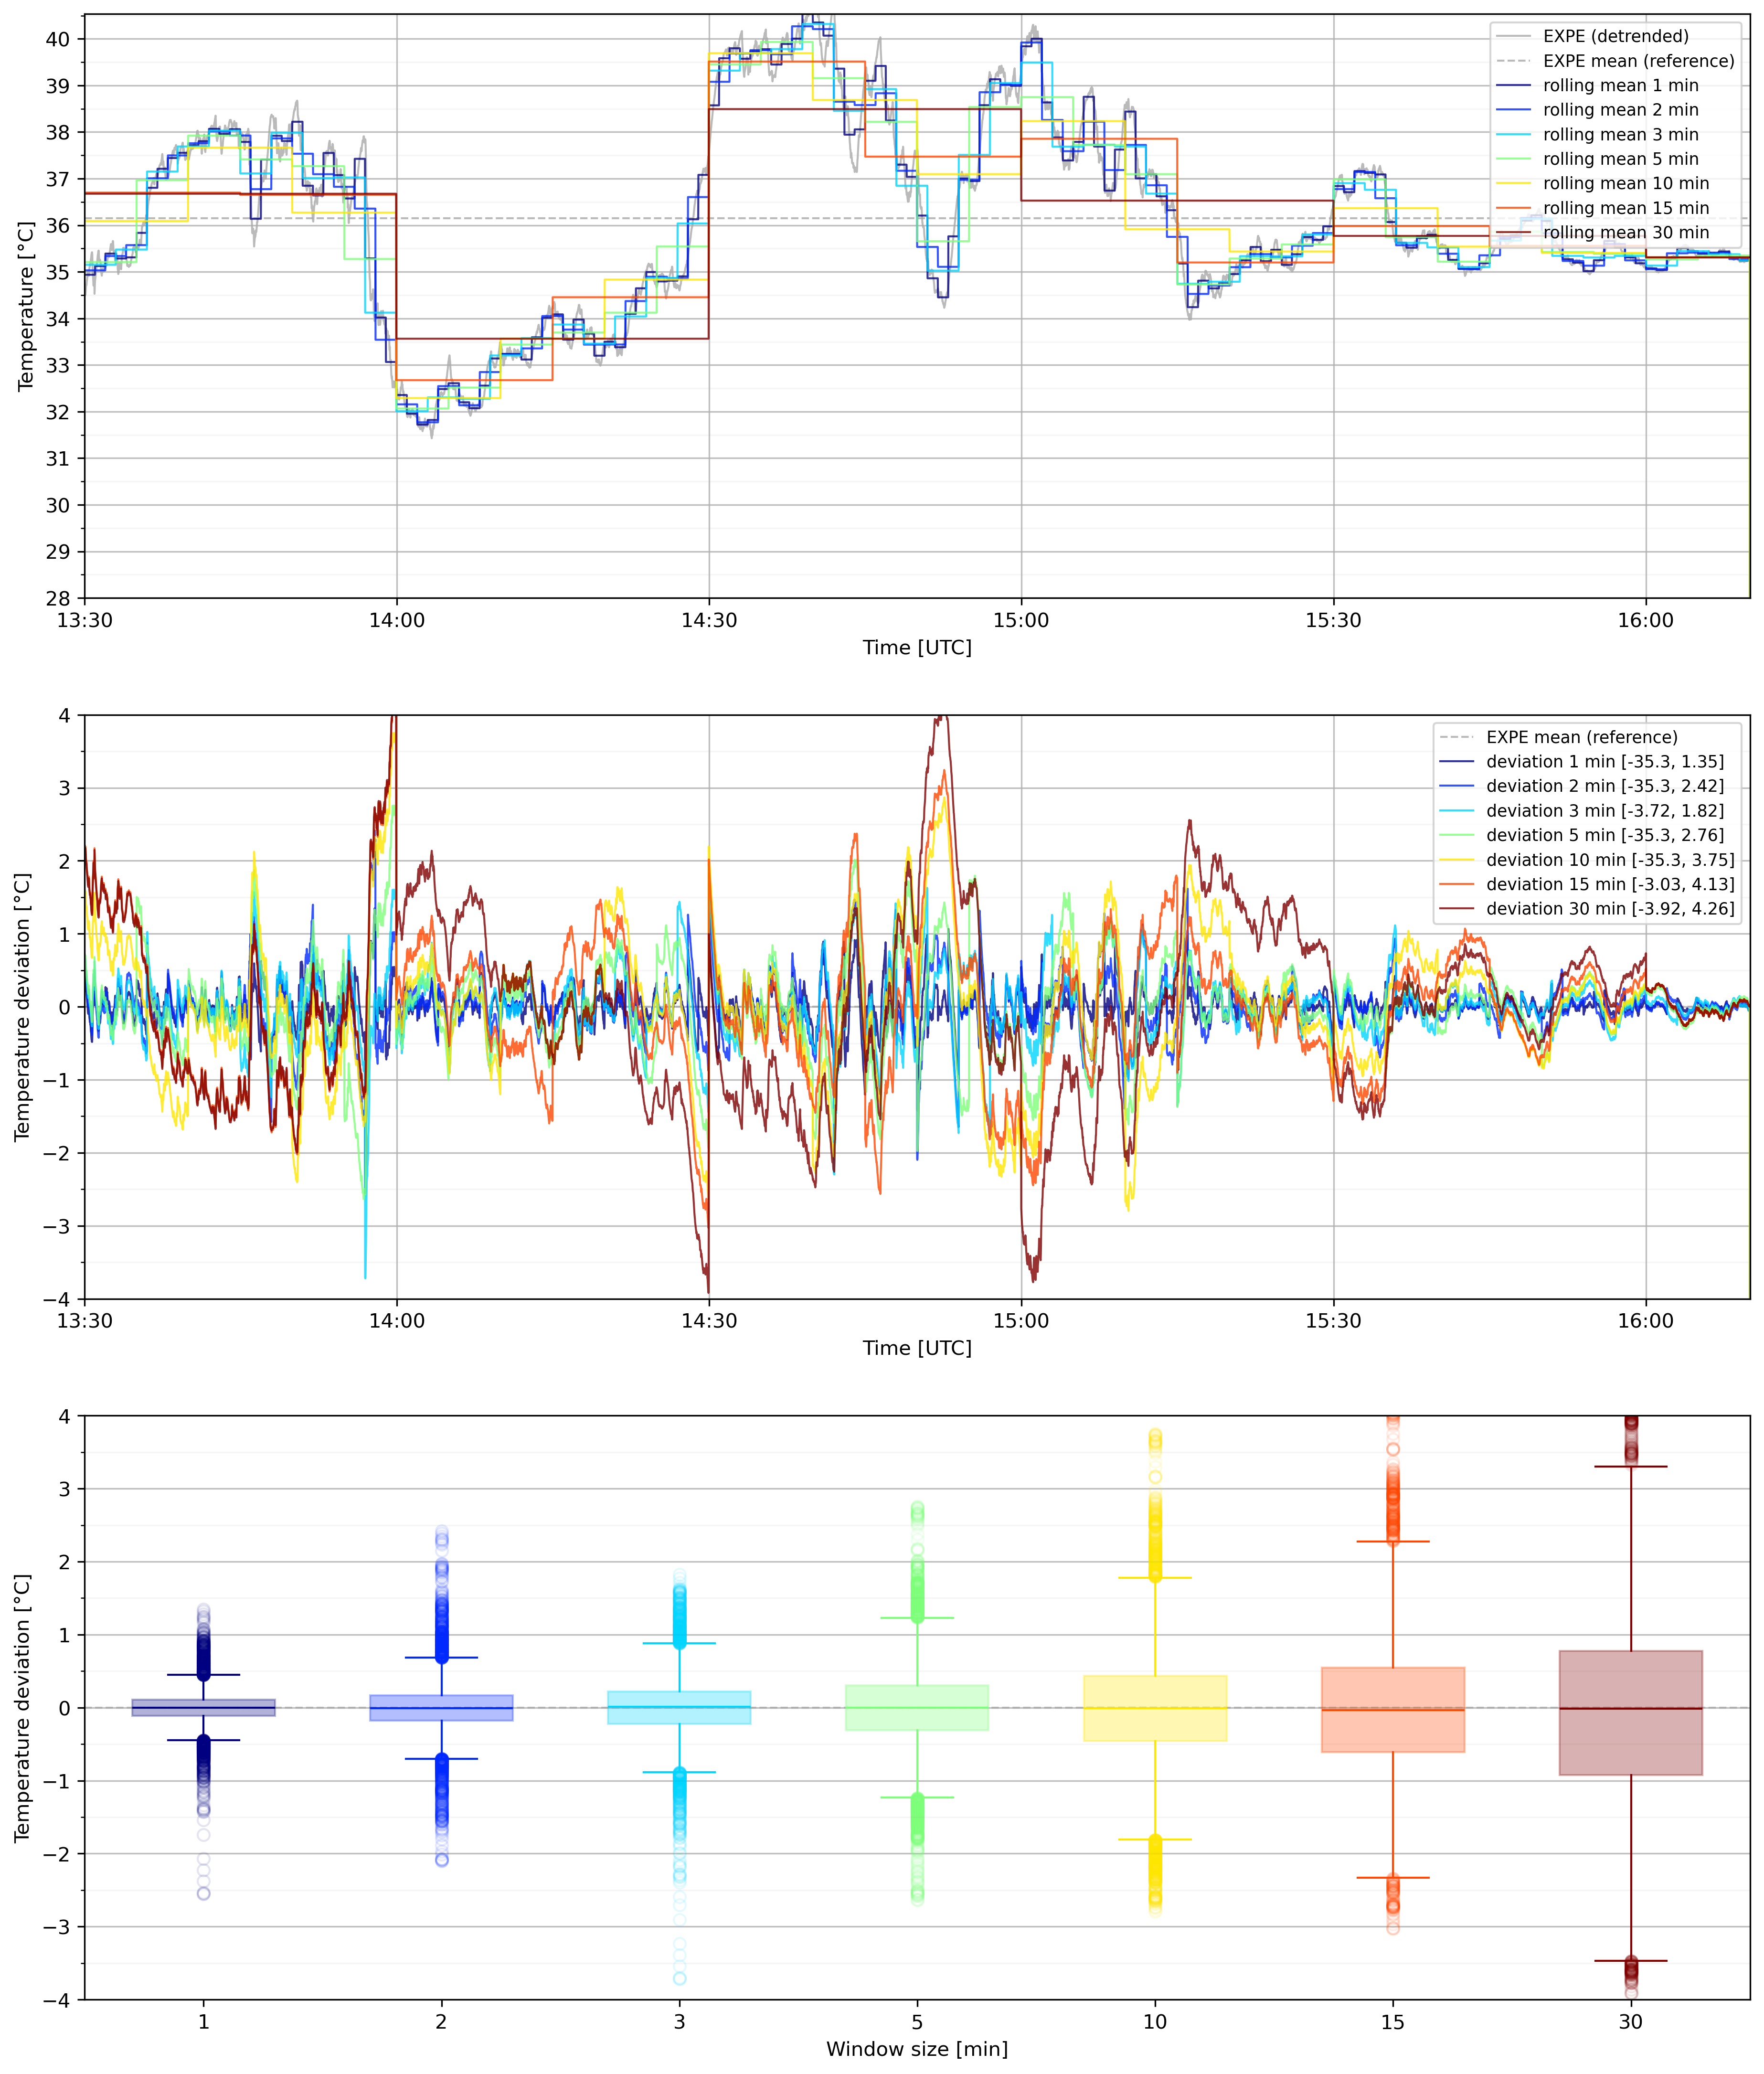 40
39
38
37
36
35
34
33
32
31
30
29
28
Temperature [°C]
EXPE (detrended)
EXPE mean (reference)
rolling mean 1 min
rolling mean 2 min
rolling mean 3 min
rolling mean 5 min
rolling mean 10 min
rolling mean 15 min
rolling mean 30 min
13:30 14:00 14:30 15:00 15:30 16:00
Time [UTC]
4
3
2
1
0
−1
−2
−3
−4
Temperature deviation [°C]
EXPE mean (reference)
deviation 1 min [-35.3, 1.35]
deviation 2 min [-35.3, 2.42]
deviation 3 min [-3.72, 1.82]
deviation 5 min [-35.3, 2.76]
deviation 10 min [-35.3, 3.75]
deviation 15 min [-3.03, 4.13]
deviation 30 min [-3.92, 4.26]
13:30 14:00 14:30 15:00 15:30 16:00
Time [UTC]
4
3
2
1
0
−1
−2
−3
−4
Temperature deviation [°C]
1 2 3 5 10 15 30
Window size [min]